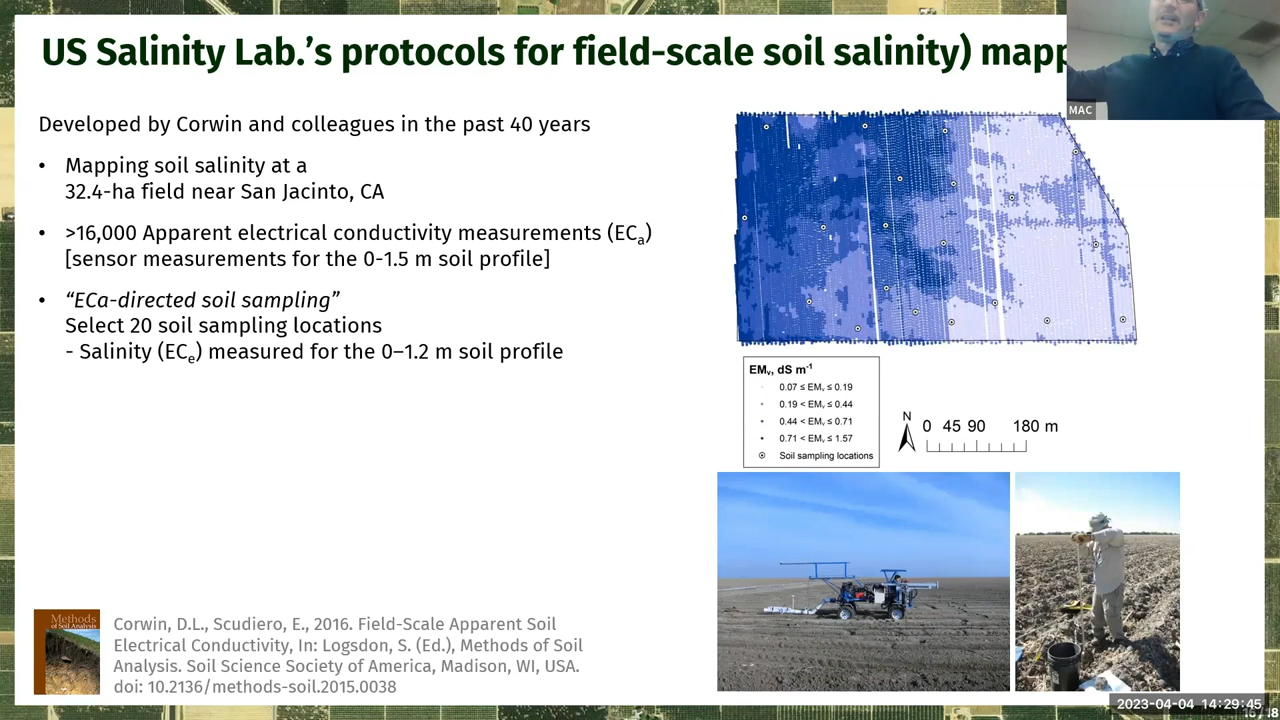 US Salinity Lab.'s protocols for field-scale soil salinity) mapp
MAC
Developed by Corwin and colleagues in the past 40 years
• Mapping soil salinity at a
32.4-ha field near San Jacinto, CA
• >16,000 Apparent electrical conductivity measurements (ECa)
[sensor measurements for the 0-1.5 m soil profile]
• “ECa-directed soil sampling”
Select 20 soil sampling locations
- Salinity (ECe) measured for the 0–1.2 m soil profile
EMv, dS m-1
0.07 ≤ EMv ≤ 0.19
0.19 < EMv ≤ 0.44
0.44 < EMv ≤ 0.71
0.71 < EMv ≤ 1.57
Soil sampling locations
N
0 45 90 180 m
Methods
of Soil Analysis
Corwin, D.L., Scudiero, E., 2016. Field-Scale Apparent Soil
Electrical Conductivity, In: Logsdon, S. (Ed.), Methods of Soil
Analysis. Soil Science Society of America, Madison, WI, USA.
doi: 10.2136/methods-soil.2015.0038
2023-04-04 14:29:45